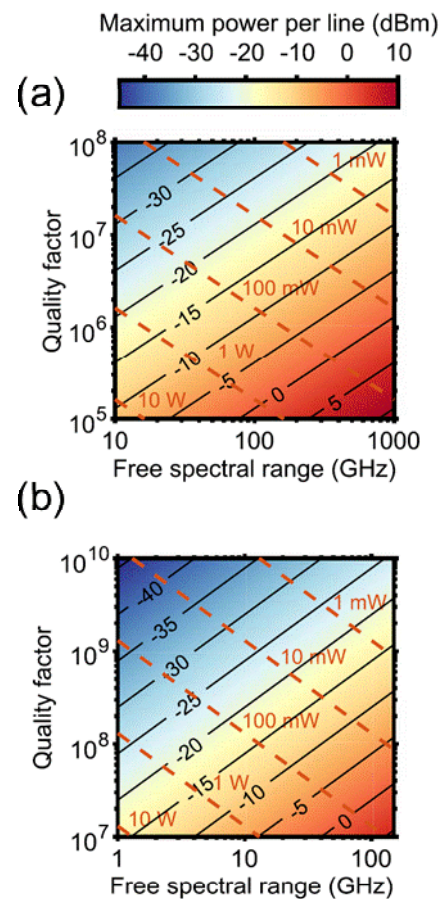 Maximum power per line (dBm)
-40 -30 -20 -10 0 10
(a)
10^8
10^7
10^6
10^5
Quality factor
-30
-25
-20
-15
-10
-5
0
5
1 mW
10 mW
100 mW
1 W
10 W
10 100 1000
Free spectral range (GHz)
(b)
10^10
10^9
10^8
10^7
Quality factor
-40
-35
-30
-25
-20
-15
-10
-5
0
1 mW
10 mW
100 mW
1 W
10 W
1 10 100
Free spectral range (GHz)